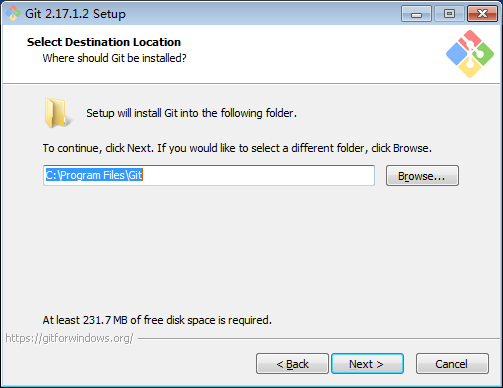 Git 2.17.1.2 Setup
Select Destination Location
Where should Git be installed?
Setup will install Git into the following folder.
To continue, click Next. If you would like to select a different folder, click Browse.
C:\Program Files\Git
Browse...
At least 231.7 MB of free disk space is required.
https://gitforwindows.org/
< Back
Next >
Cancel